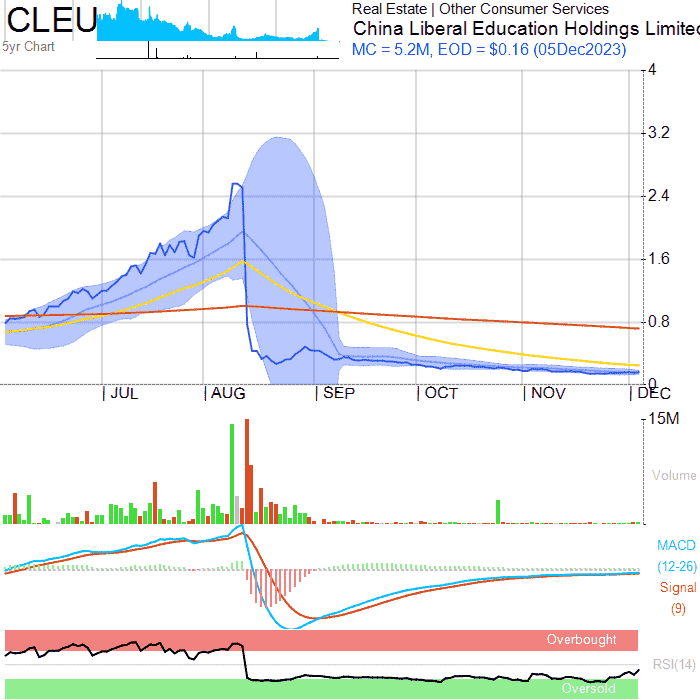 CLEU
Real Estate | Other Consumer Services
China Liberal Education Holdings Limited
5yr Chart
MC = 5.2M, EOD = $0.16 (05Dec2023)
4
3.2
2.4
1.6
0.8
0
JUL
AUG
SEP
OCT
NOV
DEC
15M
Volume
MACD
(12-26)
Signal
(9)
Overbought
RSI(14)
Oversold